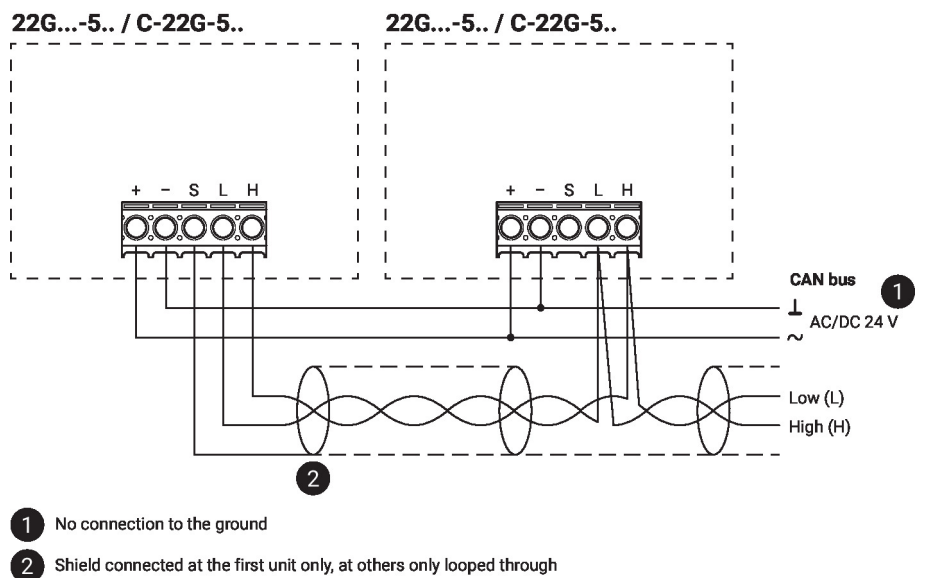 22G...-5.. / C-22G-5..
22G...-5.. / C-22G-5..
+ – S L H
+ – S L H
CAN bus
1
⊥
AC/DC 24 V
~
Low (L)
High (H)
2
1 No connection to the ground
2 Shield connected at the first unit only, at others only looped through